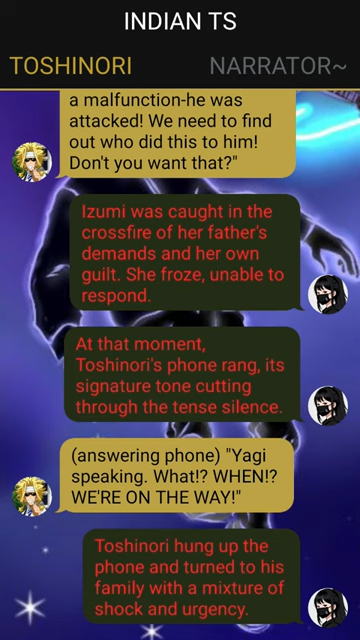 INDIAN TS
TOSHINORI NARRATOR~
a malfunction-he was
attacked! We need to find
out who did this to him!
Don't you want that?"
Izumi was caught in the
crossfire of her father's
demands and her own
guilt. She froze, unable to
respond.
At that moment,
Toshinori's phone rang, its
signature tone cutting
through the tense silence.
(answering phone) "Yagi
speaking. What!? WHEN!?
WE'RE ON THE WAY!"
Toshinori hung up the
phone and turned to his
family with a mixture of
shock and urgency.